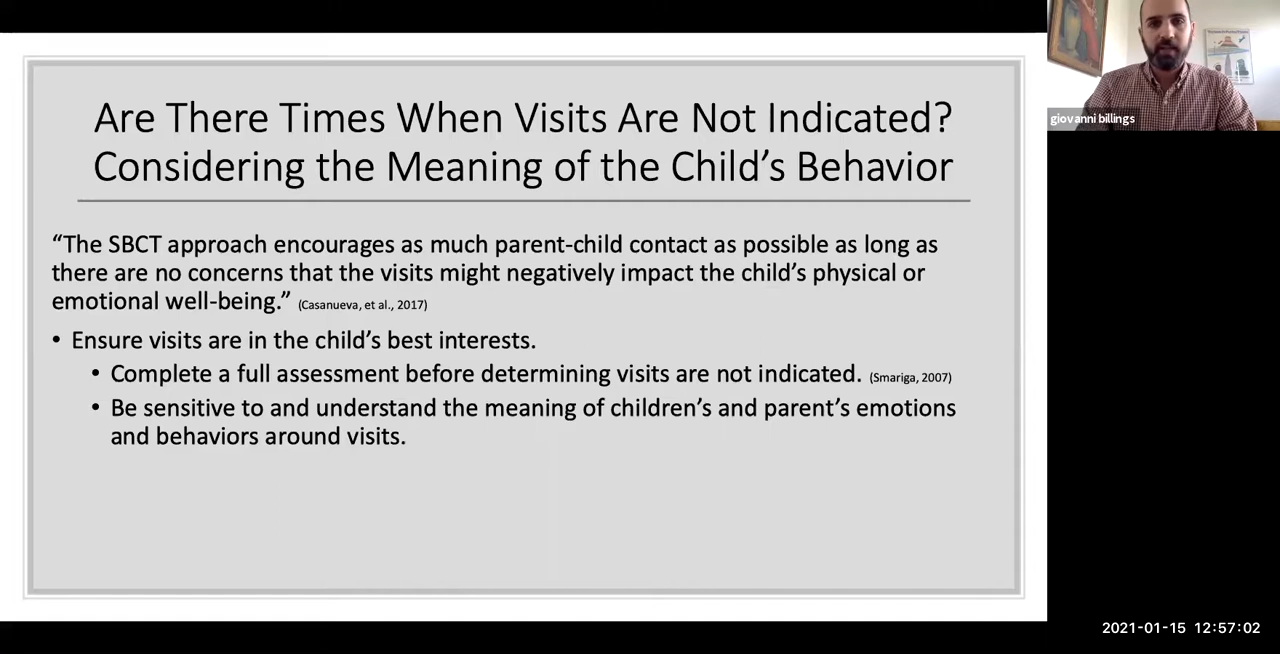 Are There Times When Visits Are Not Indicated?
Considering the Meaning of the Child’s Behavior
“The SBCT approach encourages as much parent-child contact as possible as long as
there are no concerns that the visits might negatively impact the child’s physical or
emotional well-being.” (Casanueva, et al., 2017)
• Ensure visits are in the child’s best interests.
• Complete a full assessment before determining visits are not indicated. (Smariga, 2007)
• Be sensitive to and understand the meaning of children’s and parent’s emotions
and behaviors around visits.
giovanni billings
2021-01-15 12:57:02